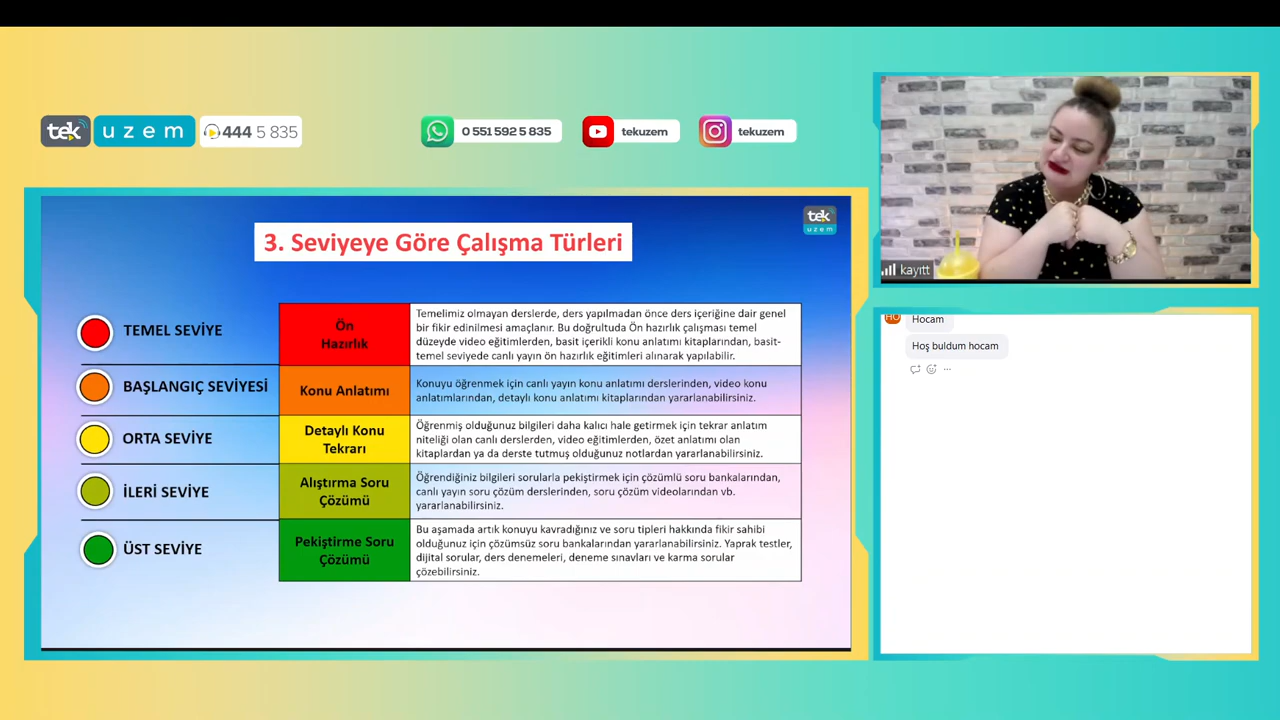 tek uzem 444 5 835
0 551 592 5 835
tekuzem
tekuzem
tek
uzem
3. Seviyeye Göre Çalışma Türleri
TEMEL SEVİYE
Ön
Hazırlık
Temelimiz olmayan derslerde, ders yapılmadan önce ders içeriğine dair genel
bir fikir edinilmesi amaçlanır. Bu doğrultuda Ön hazırlık çalışması temel
düzeyde video eğitimlerden, basit içerikli konu anlatımı kitaplarından, basit-
temel seviyede canlı yayın ön hazırlık eğitimleri alınarak yapılabilir.
BAŞLANGIÇ SEVİYESİ
Konu Anlatımı
Konuyu öğrenmek için canlı yayın konu anlatımı derslerinden, video konu
anlatımlarından, detaylı konu anlatımı kitaplarından yararlanabilirsiniz.
ORTA SEVİYE
Detaylı Konu
Tekrarı
Öğrenmiş olduğunuz bilgileri daha kalıcı hale getirmek için tekrar anlatım
niteliği olan canlı derslerden, video eğitimlerden, özet anlatımı olan
kitaplardan ya da derste tutmuş olduğunuz notlardan yararlanabilirsiniz.
İLERİ SEVİYE
Alıştırma Soru
Çözümü
Öğrendiğiniz bilgileri sorularla pekiştirmek için çözümlü soru bankalarından,
canlı yayın soru çözüm derslerinden, soru çözüm videolarından vb.
yararlanabilirsiniz.
ÜST SEVİYE
Pekiştirme Soru
Çözümü
Bu aşamada artık konuyu kavradığınız ve soru tipleri hakkında fikir sahibi
olduğunuz için çözümsüz soru bankalarından yararlanabilirsiniz. Yaprak testler,
dijital sorular, ders denemeleri, deneme sınavları ve karma sorular
çözebilirsiniz.
kayıtt
HO
Hocam
Hoş buldum hocam